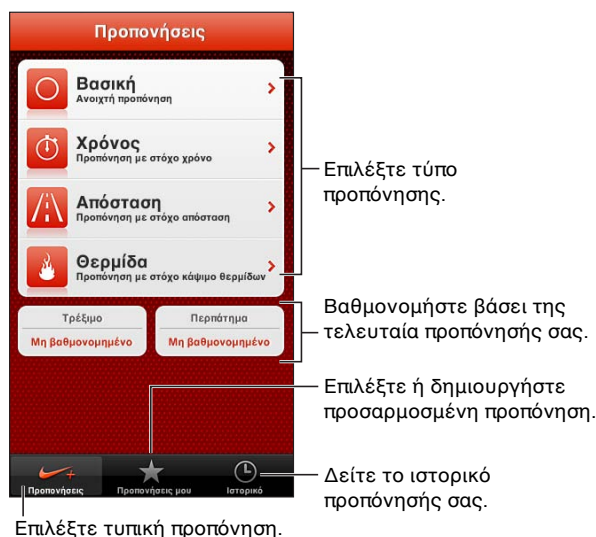 Προπονήσεις
Βασική
Ανοιχτή προπόνηση
Χρόνος
Προπόνηση με στόχο χρόνο
Απόσταση
Προπόνηση με στόχο απόσταση
Θερμίδα
Προπόνηση με στόχο κάψιμο θερμίδων
Επιλέξτε τύπο
προπόνησης.
Τρέξιμο
Μη βαθμονομημένο
Περπάτημα
Μη βαθμονομημένο
Βαθμονομήστε βάσει της
τελευταία προπόνησής σας.
Επιλέξτε ή δημιουργήστε
προσαρμοσμένη προπόνηση.
Προπονήσεις
Προπονήσεις μου
Ιστορικό
Δείτε το ιστορικό
προπόνησής σας.
Επιλέξτε τυπική προπόνηση.